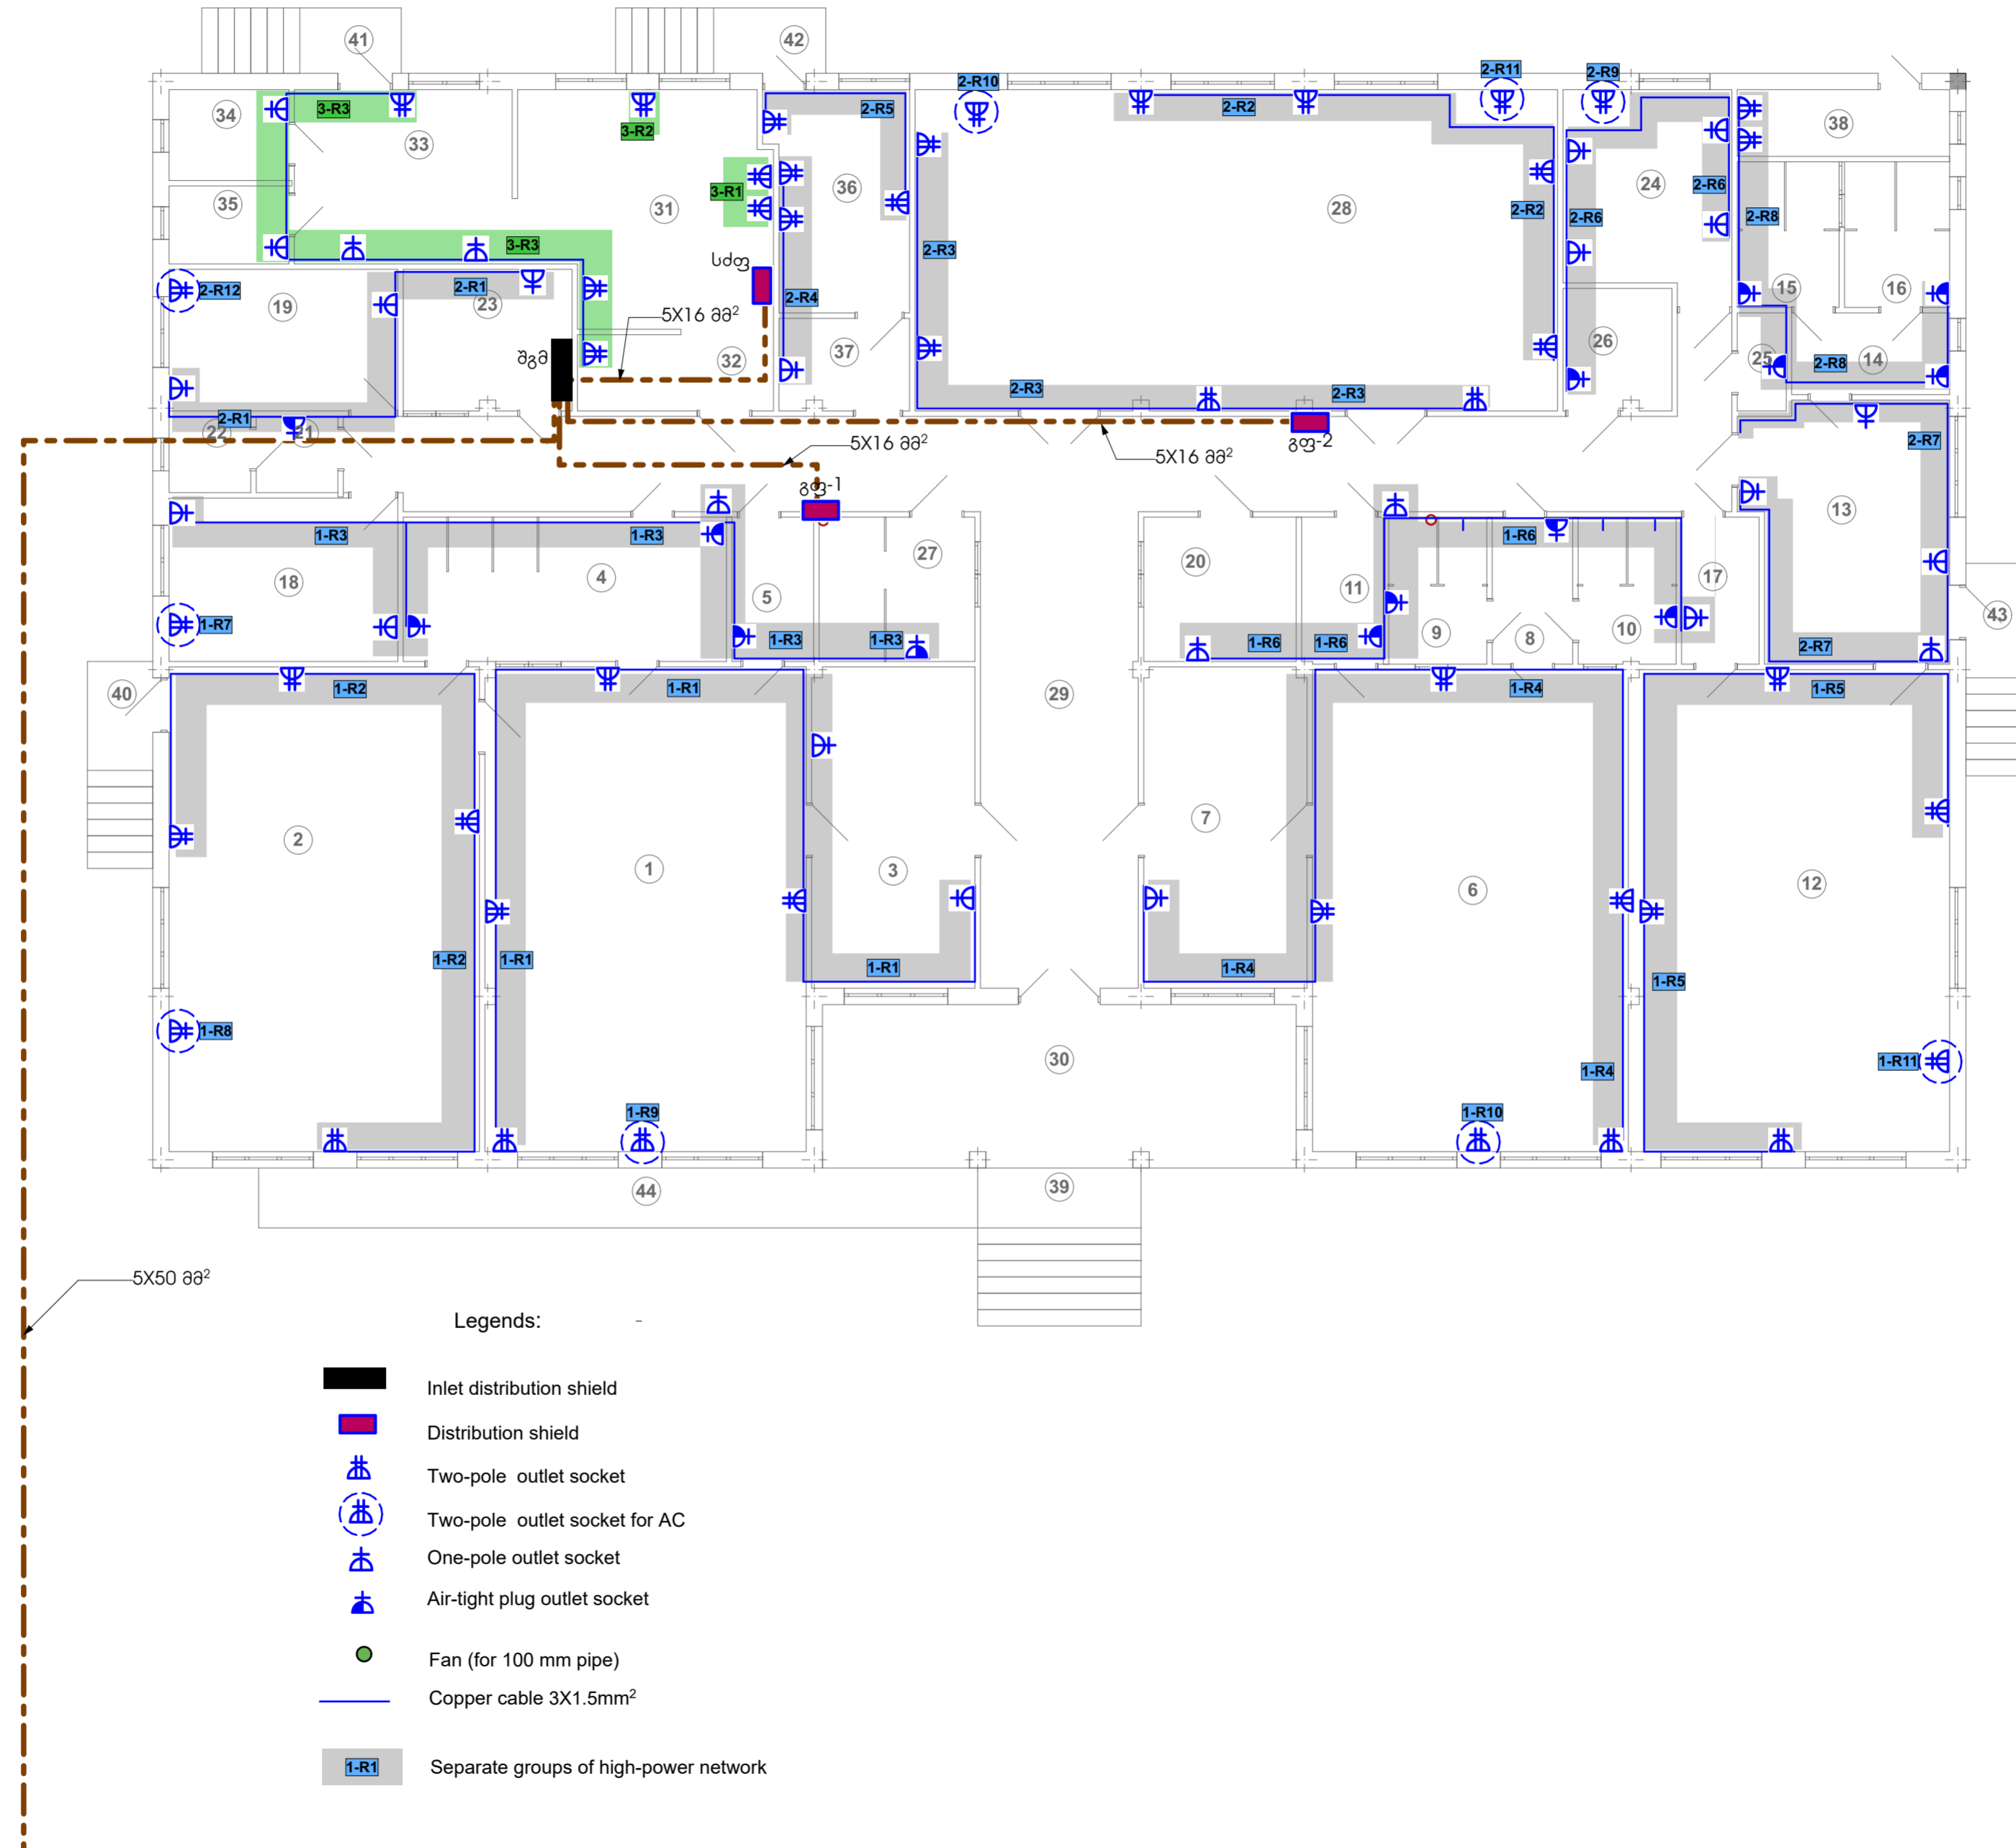 41
42
2-R10
2-R11
2-R9
34
3-R3
33
3-R2
2-R5
2-R2
38
35
3-R1
36
31
28
2-R2
24
2-R6
2-R6
2-R8
3-R3
2-R3
სძფ
2-R12
19
2-R1
23
2-R4
15
16
5X16 მმ²
შგმ
32
37
26
25
2-R8
14
2-R3
2-R3
2-R1
22
21
5X16 მმ²
5X16 მმ²
გფ-2
2-R7
გფ-1
13
1-R3
1-R3
27
20
1-R6
18
4
5
11
17
43
1-R7
1-R3
1-R3
1-R6
1-R6
9
8
10
2-R7
40
1-R2
1-R1
29
1-R4
1-R5
2
1
3
7
6
12
1-R2
1-R1
1-R1
1-R4
1-R5
1-R8
30
1-R4
1-R11
1-R9
1-R10
44
39
5X50 მმ²
Legends: -
Inlet distribution shield
Distribution shield
Two-pole outlet socket
Two-pole outlet socket for AC
One-pole outlet socket
Air-tight plug outlet socket
Fan (for 100 mm pipe)
Copper cable 3X1.5mm²
1-R1 Separate groups of high-power network